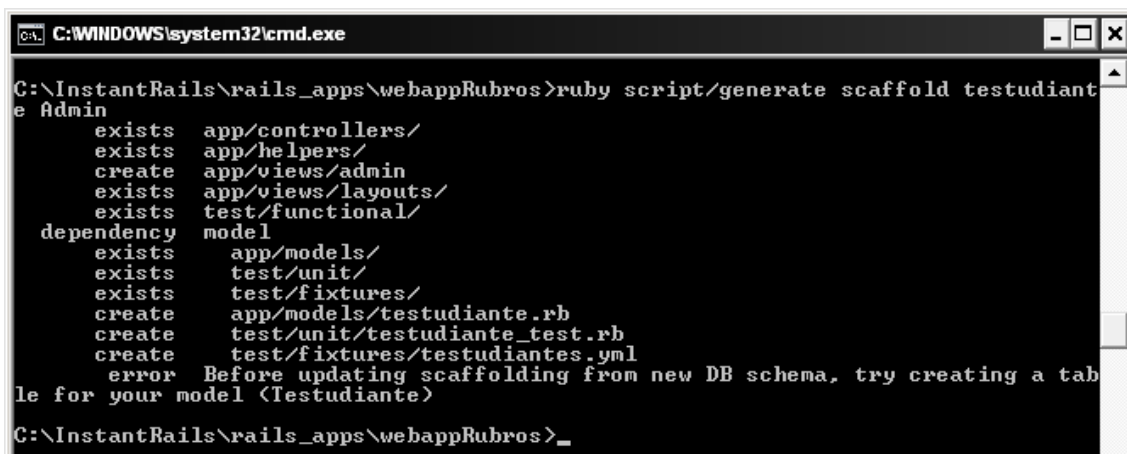 C:\WINDOWS\system32\cmd.exe
C:\InstantRails\rails_apps\webappRubros>ruby script/generate scaffold testudiant
e Admin
exists app/controllers/
exists app/helpers/
create app/views/admin
exists app/views/layouts/
exists test/functional/
dependency model
exists app/models/
exists test/unit/
exists test/fixtures/
create app/models/testudiante.rb
create test/unit/testudiante_test.rb
create test/fixtures/testudiantes.yml
error Before updating scaffolding from new DB schema, try creating a tab
le for your model (Testudiante)
C:\InstantRails\rails_apps\webappRubros>_